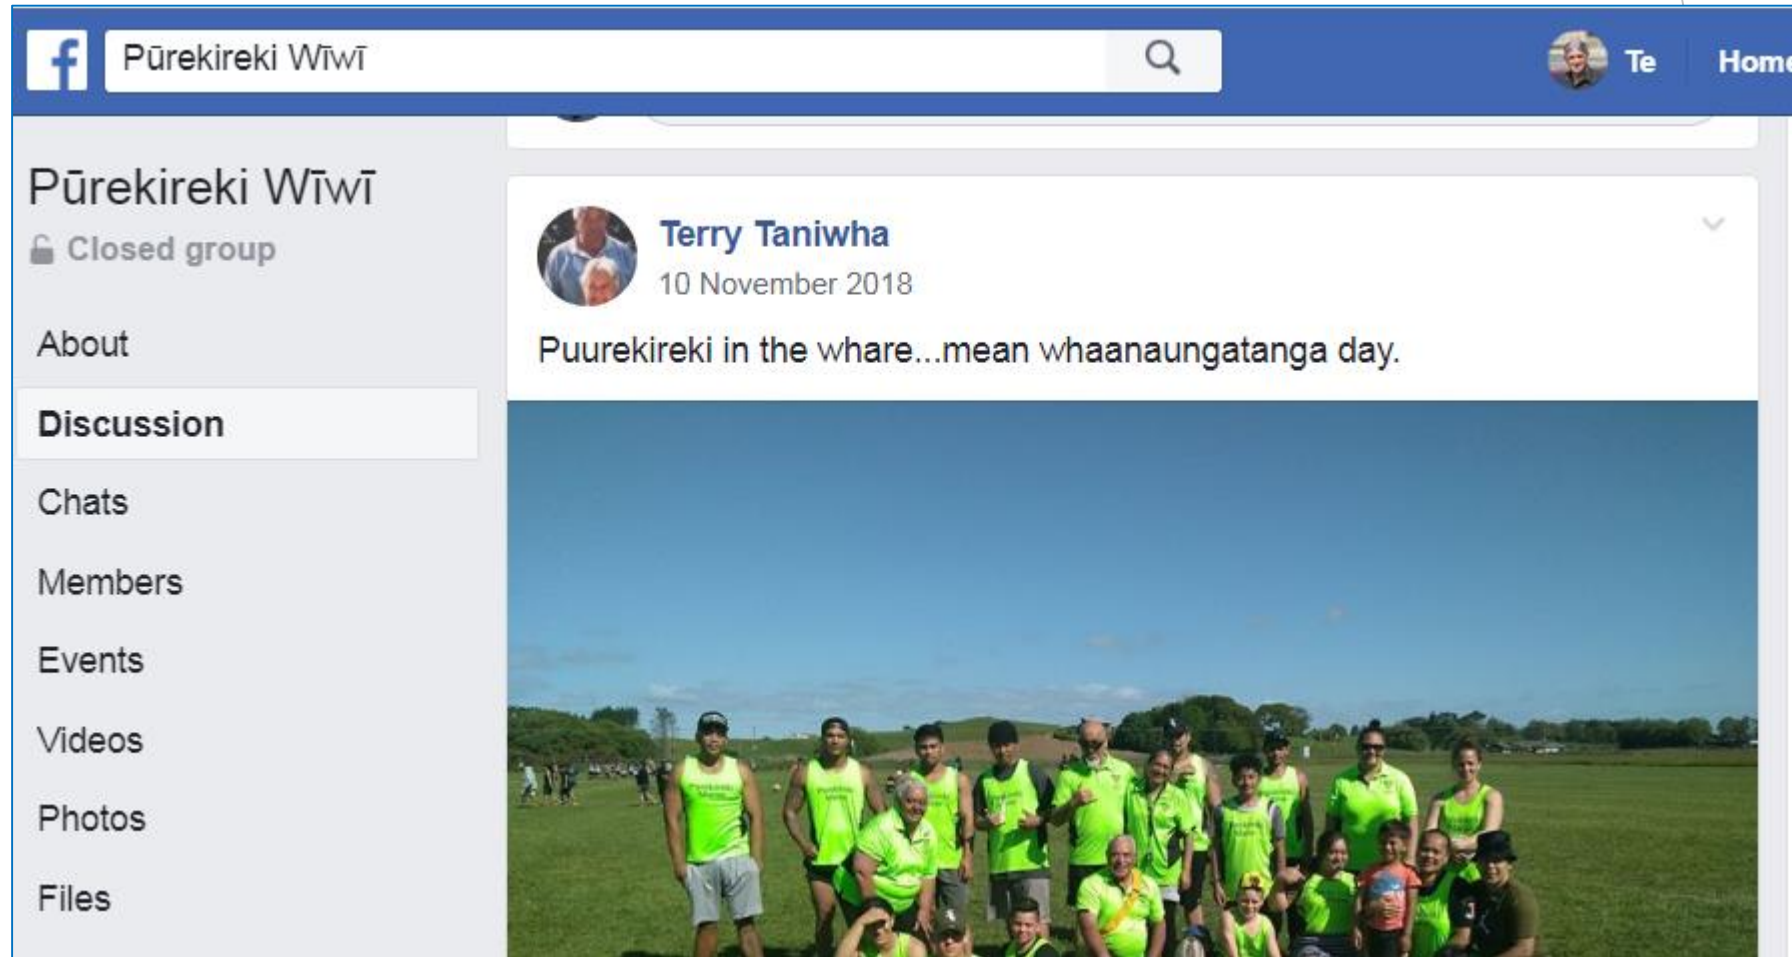 f
Pūrekireki Wīwī
Te
Home
Pūrekireki Wīwī
Closed group
About
Discussion
Chats
Members
Events
Videos
Photos
Files
Terry Taniwha
10 November 2018
Puurekireki in the whare...mean whaanaungatanga day.